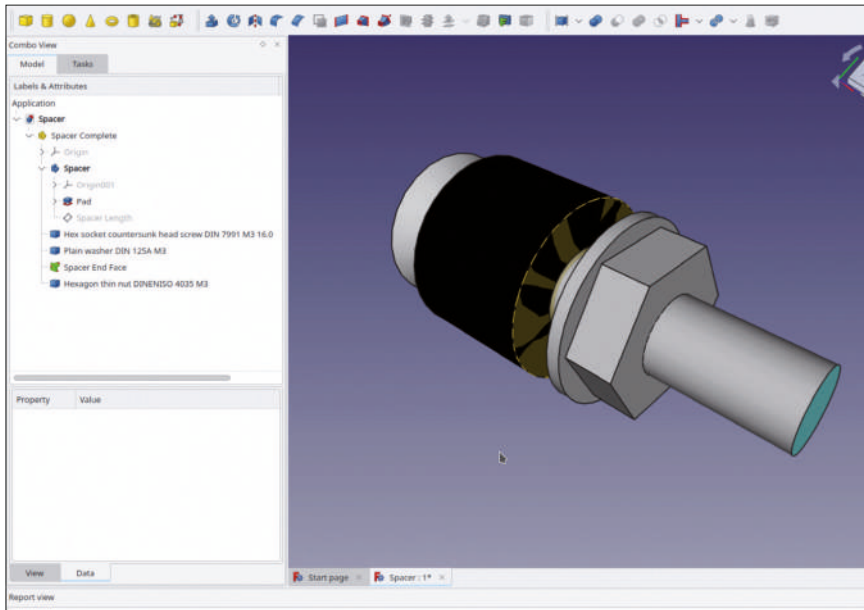 Combo View
Model
Tasks
Labels & Attributes
Application
Spacer
Spacer Complete
Origin
Spacer
Origin001
Pad
Spacer Length
Hex socket countersunk head screw DIN 7991 M3 16.0
Plain washer DIN 125A M3
Spacer End Face
Hexagon thin nut DINENISO 4035 M3
Property
Value
View
Data
Start page
Spacer : 1*
Report view